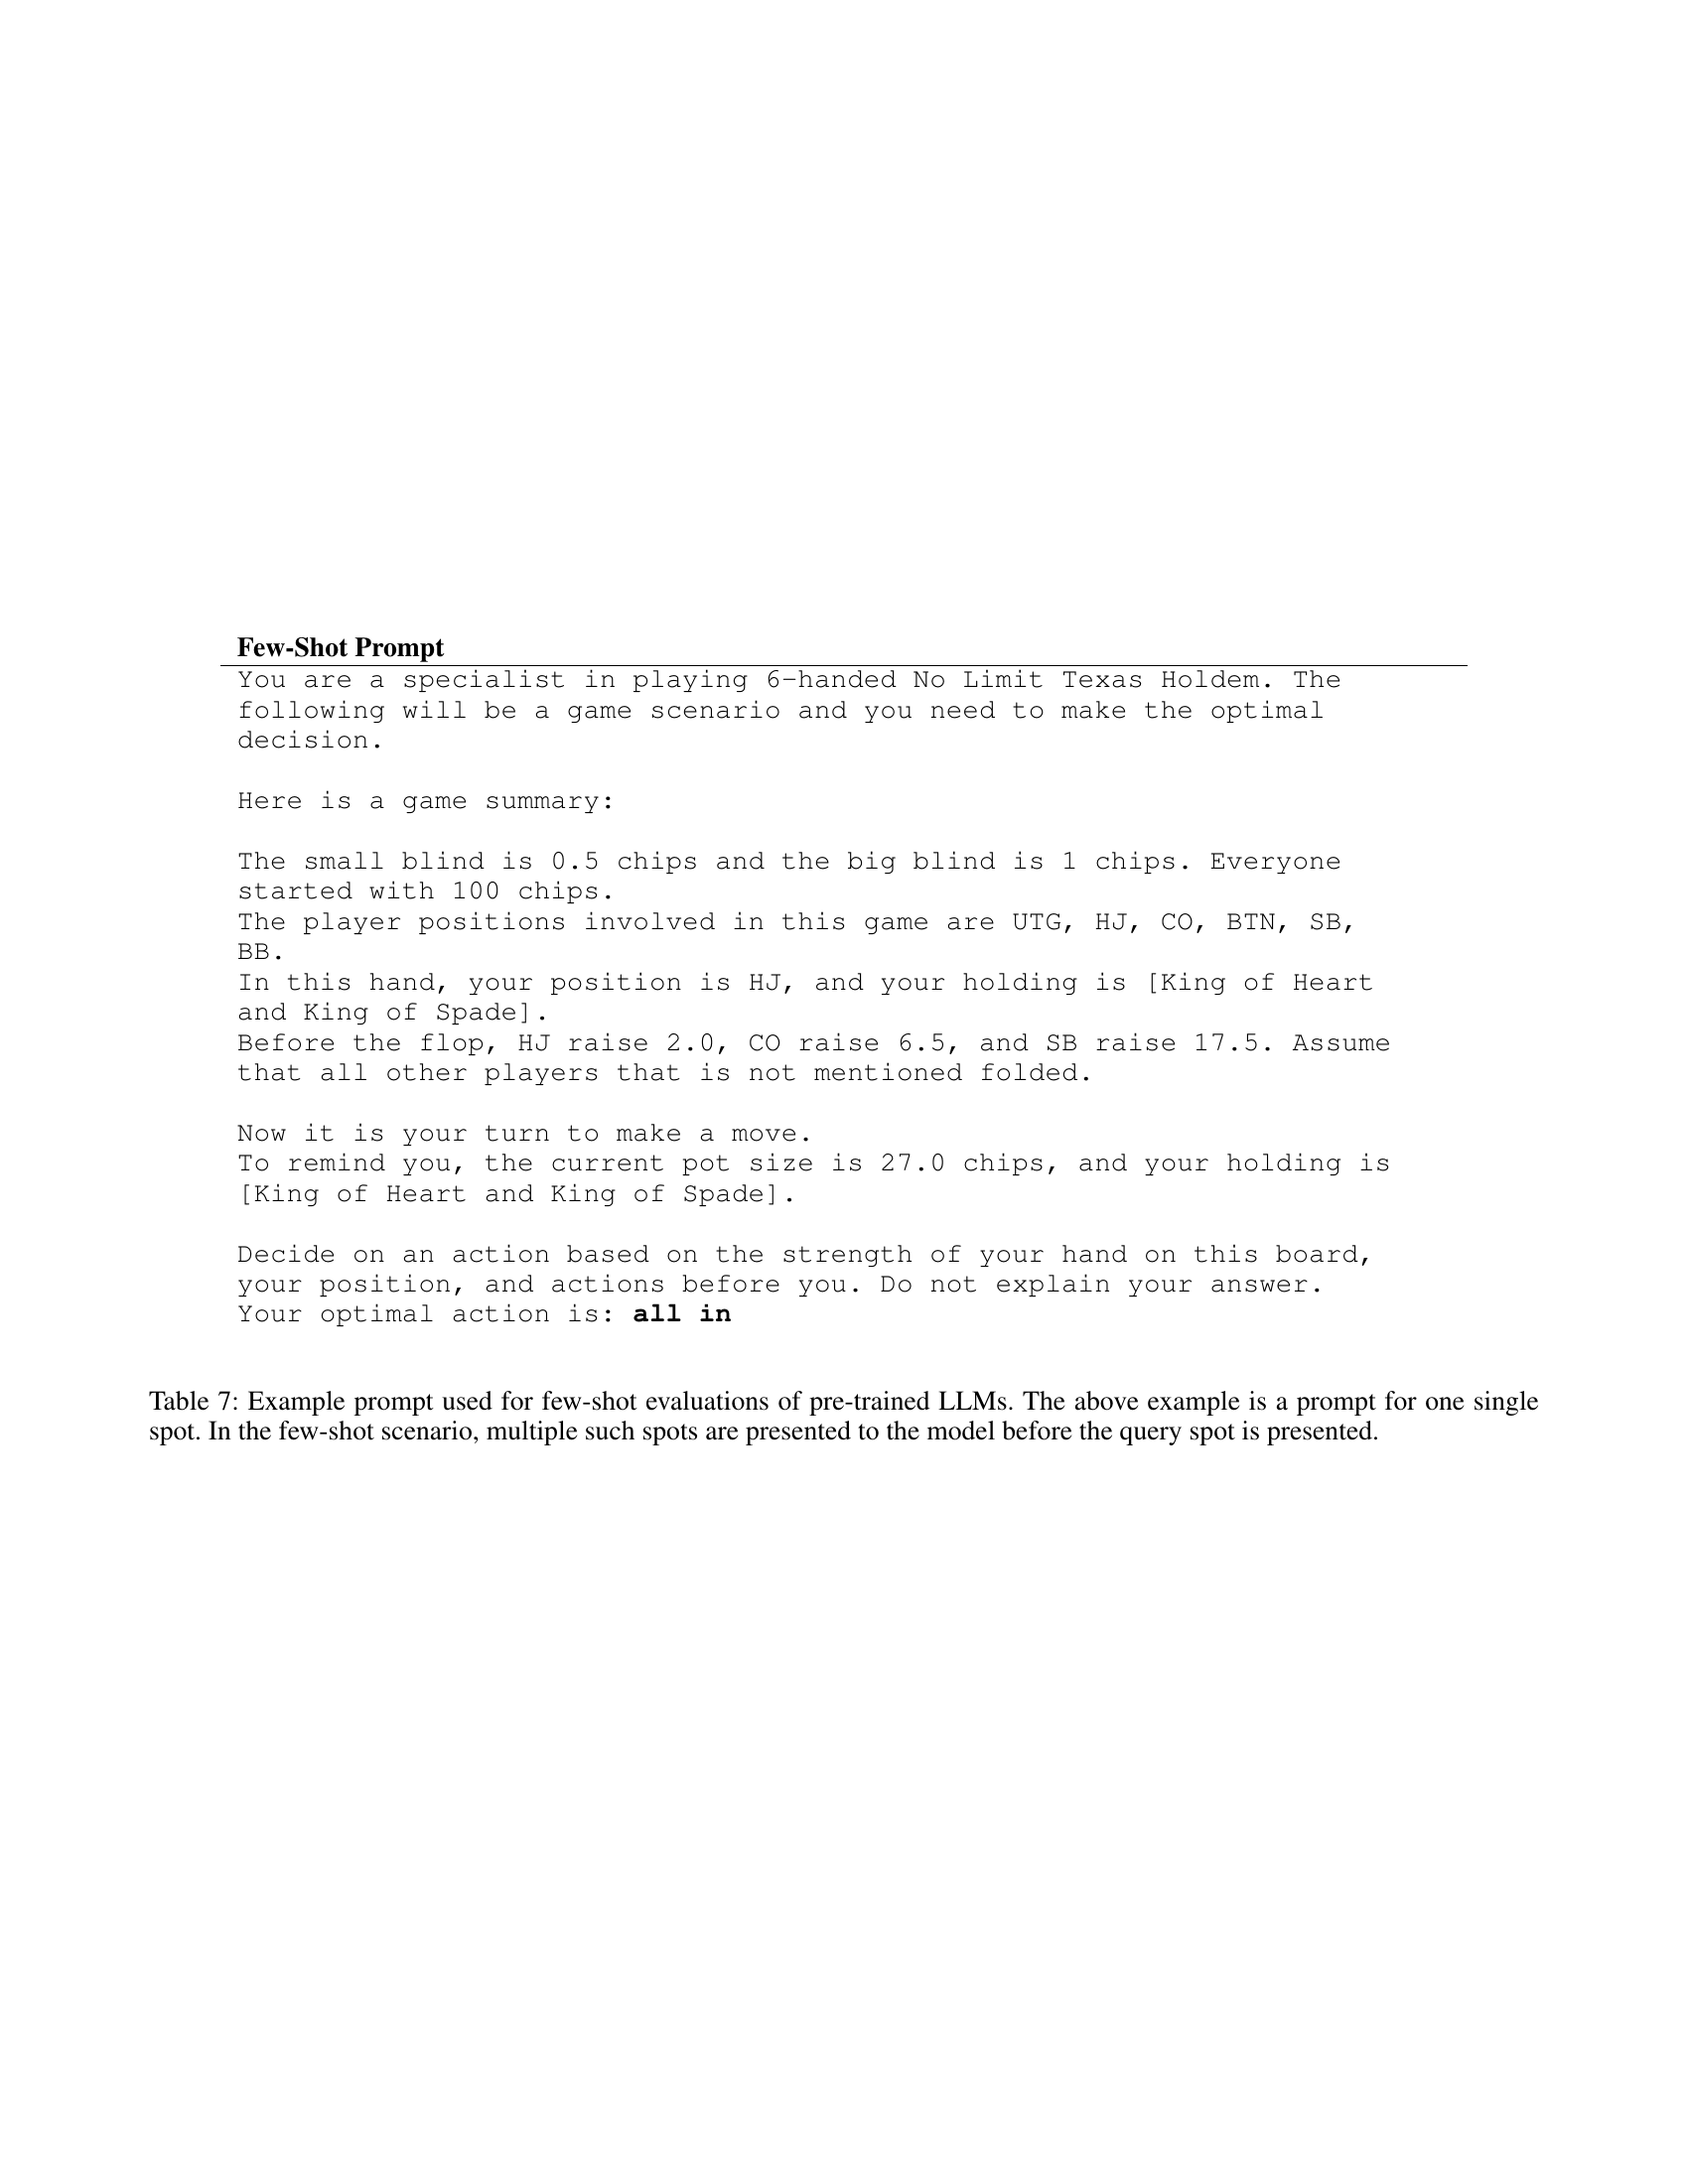 Few-Shot Prompt
You are a specialist in playing 6-handed No Limit Texas Holdem. The
following will be a game scenario and you need to make the optimal
decision.
Here is a game summary:
The small blind is 0.5 chips and the big blind is 1 chips. Everyone
started with 100 chips.
The player positions involved in this game are UTG, HJ, CO, BTN, SB,
BB.
In this hand, your position is HJ, and your holding is [King of Heart
and King of Spade].
Before the flop, HJ raise 2.0, CO raise 6.5, and SB raise 17.5. Assume
that all other players that is not mentioned folded.
Now it is your turn to make a move.
To remind you, the current pot size is 27.0 chips, and your holding is
[King of Heart and King of Spade].
Decide on an action based on the strength of your hand on this board,
your position, and actions before you. Do not explain your answer.
Your optimal action is: all in
Table 7: Example prompt used for few-shot evaluations of pre-trained LLMs. The above example is a prompt for one single
spot. In the few-shot scenario, multiple such spots are presented to the model before the query spot is presented.